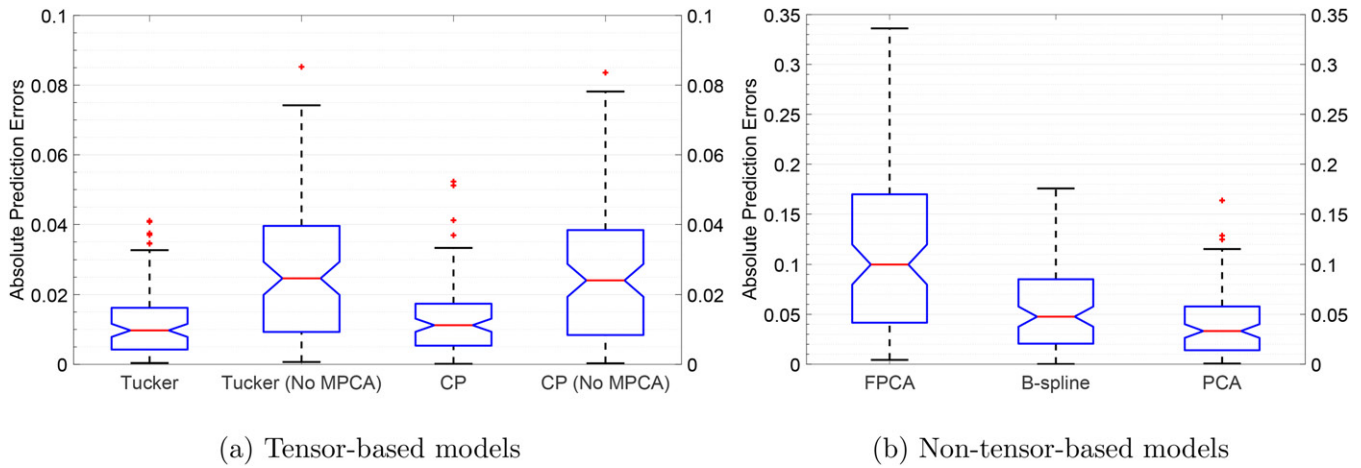 Absolute Prediction Errors
0.1
0.08
0.06
0.04
0.02
0
0.1
0.08
0.06
0.04
0.02
0
Tucker
Tucker (No MPCA)
CP
CP (No MPCA)
(a) Tensor-based models
Absolute Prediction Errors
0.35
0.3
0.25
0.2
0.15
0.1
0.05
0
0.35
0.3
0.25
0.2
0.15
0.1
0.05
0
FPCA
B-spline
PCA
(b) Non-tensor-based models